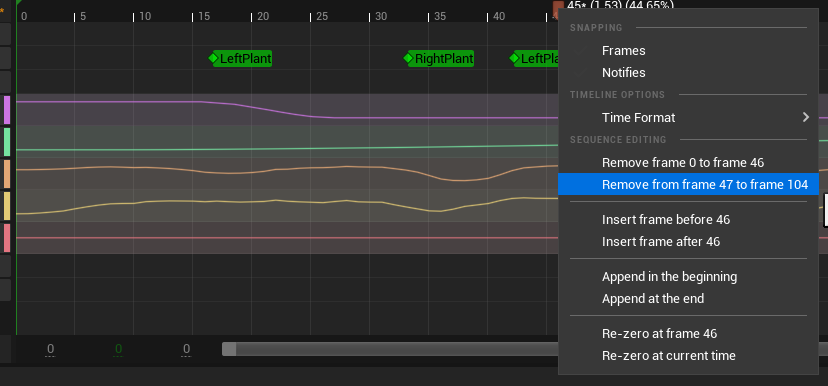 45* (1.53) (44.65%)
0 5 10 15 20 25 30 35 40
LeftPlant RightPlant LeftPla
0 0 0
SNAPPING
Frames
Notifies
TIMELINE OPTIONS
Time Format
SEQUENCE EDITING
Remove frame 0 to frame 46
Remove from frame 47 to frame 104
Insert frame before 46
Insert frame after 46
Append in the beginning
Append at the end
Re-zero at frame 46
Re-zero at current time